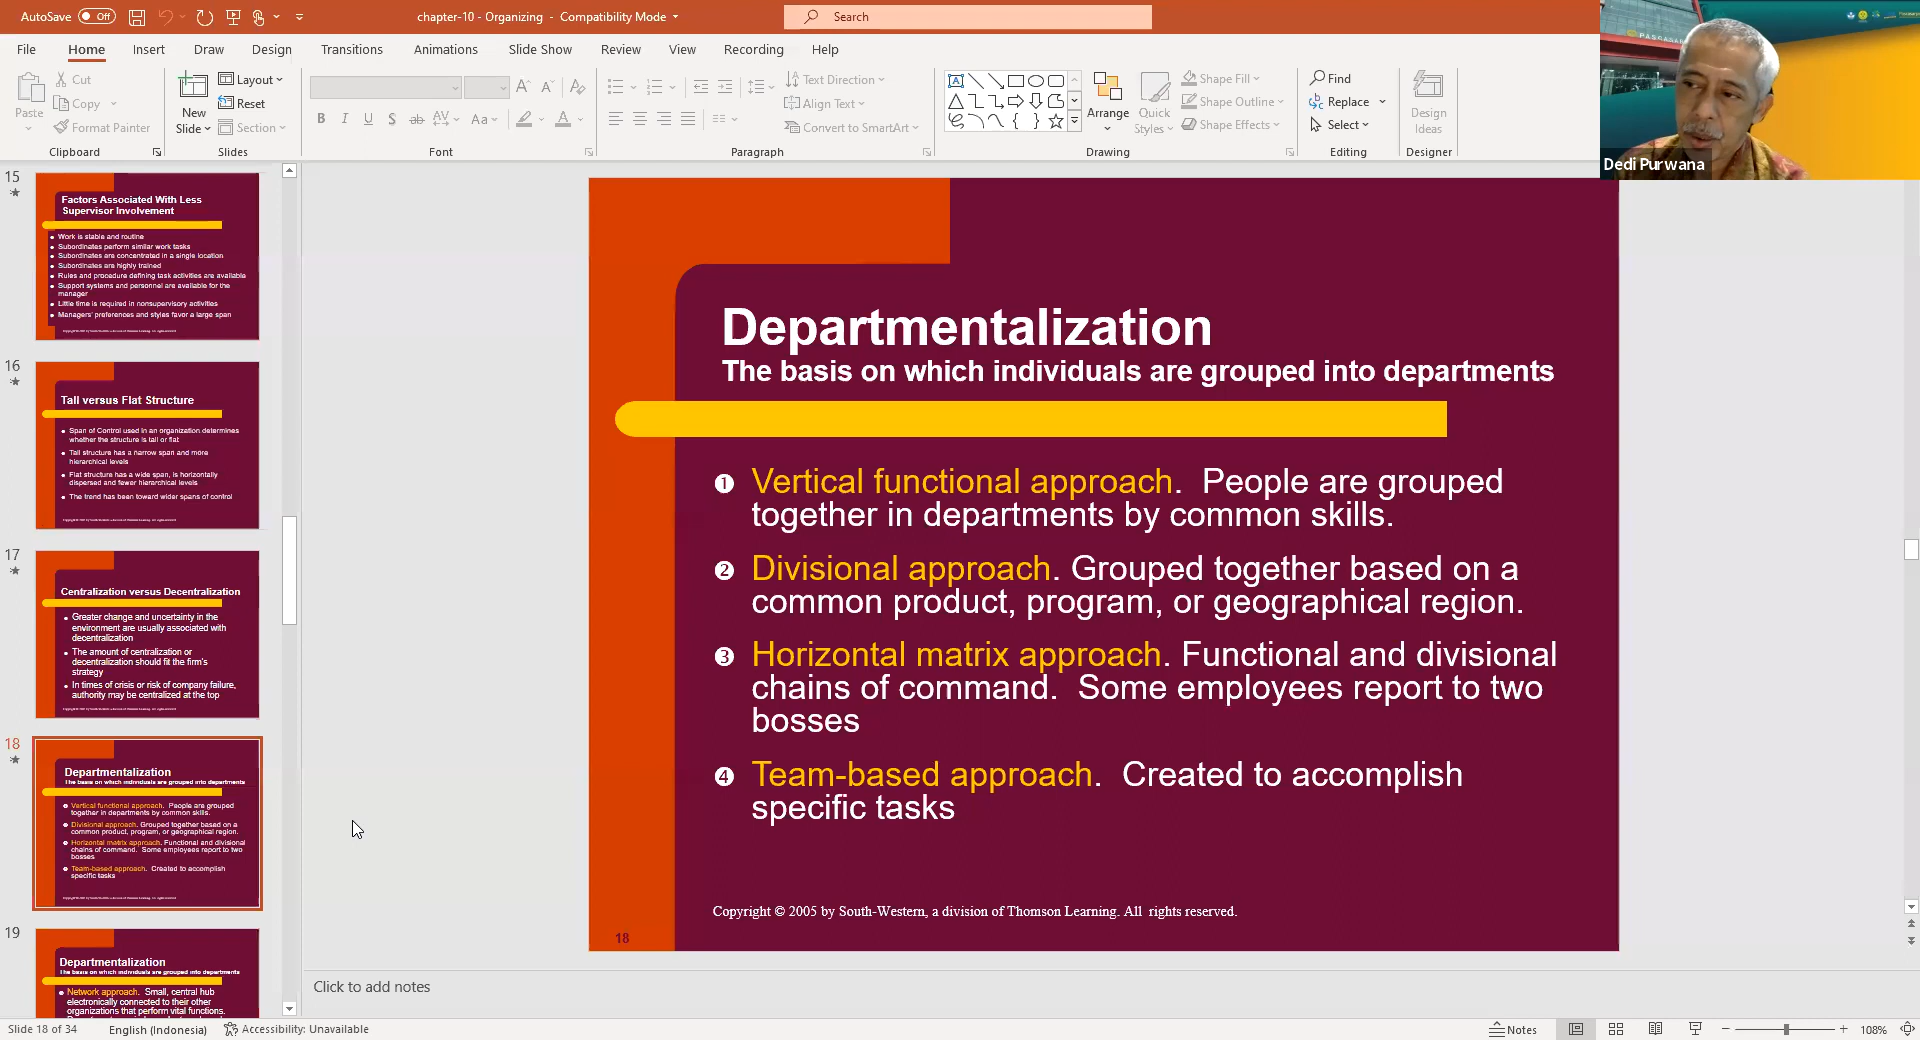 AutoSave Off
chapter-10 - Organizing - Compatibility Mode
Search
File Home Insert Draw Design Transitions Animations Slide Show Review View Recording Help
Paste
Cut
Copy
Format Painter
Clipboard
New Slide
Layout
Reset
Section
Slides
Font
Text Direction
Align Text
Convert to SmartArt
Paragraph
Arrange
Quick Styles
Shape Fill
Shape Outline
Shape Effects
Drawing
Find
Replace
Select
Editing
Design Ideas
Designer
Dedi Purwana
15
Factors Associated With Less
Supervisor Involvement
Work is stable and routine
Subordinates perform similar work tasks
Subordinates are concentrated in a single location
Subordinates are highly trained
Rules and procedure defining task activities are available
Support systems and personnel are available for the
manager
Little time is required in nonsupervisory activities
Managers' preferences and styles favor a large span
16
Tall versus Flat Structure
Span of Control used in an organization determines
whether the structure is tall or flat
Tall structure has a narrow span and more
hierarchical levels
Flat structure has a wide span, is horizontally
dispersed and fewer hierarchical levels
The trend has been toward wider spans of control
17
Centralization versus Decentralization
Greater change and uncertainty in the
environment are usually associated with
decentralization
The amount of centralization or
decentralization should fit the firm's
strategy
In times of crisis or risk of company failure,
authority may be centralized at the top
18
Departmentalization
The basis on which individuals are grouped into departments
Vertical functional approach. People are grouped
together in departments by common skills.
Divisional approach. Grouped together based on a
common product, program, or geographical region.
Horizontal matrix approach. Functional and divisional
chains of command. Some employees report to two
bosses
Team-based approach. Created to accomplish
specific tasks
19
Departmentalization
The basis on which individuals are grouped into departments
Network approach. Small, central hub
electronically connected to their other
organizations that perform vital functions.
Departmentalization
The basis on which individuals are grouped into departments
1 Vertical functional approach. People are grouped
together in departments by common skills.
2 Divisional approach. Grouped together based on a
common product, program, or geographical region.
3 Horizontal matrix approach. Functional and divisional
chains of command. Some employees report to two
bosses
4 Team-based approach. Created to accomplish
specific tasks
Copyright © 2005 by South-Western, a division of Thomson Learning. All rights reserved.
18
Click to add notes
Slide 18 of 34 English (Indonesia) Accessibility: Unavailable Notes 108%